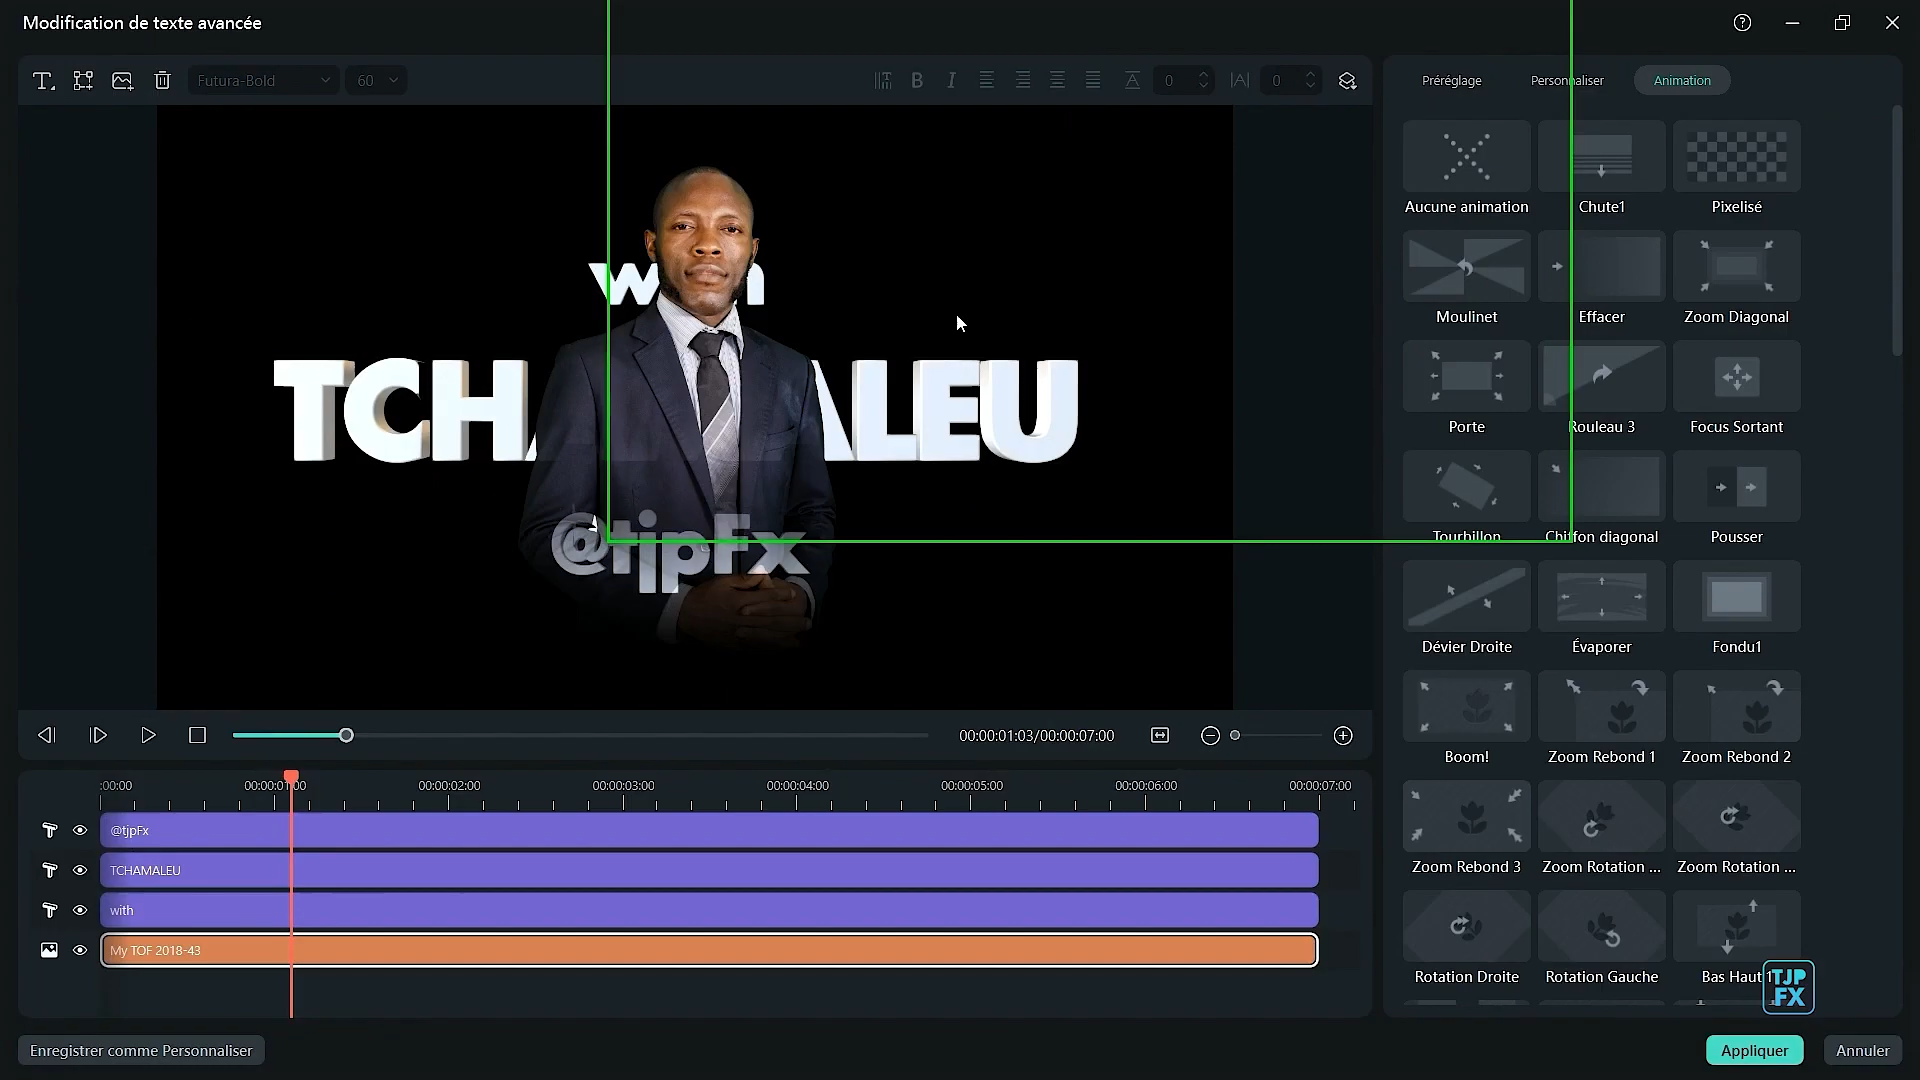 Modification de texte avancée
Futura-Bold
60
0
0
Préréglage
Personnaliser
Animation
Aucune animation
Chute1
Pixelisé
Moulinet
Effacer
Zoom Diagonal
Porte
Rouleau 3
Focus Sortant
Tourbillon
Chiffon diagonal
Pousser
Dévier Droite
Évaporer
Fondu1
Boom!
Zoom Rebond 1
Zoom Rebond 2
Zoom Rebond 3
Zoom Rotation ...
Zoom Rotation ...
Rotation Droite
Rotation Gauche
Bas Haut 1
TJP
FX
TCHAMALEU
@tjpFx
00:00:01:03/00:00:07:00
:00:00
00:00:01:00
00:00:02:00
00:00:03:00
00:00:04:00
00:00:05:00
00:00:06:00
00:00:07:00
@tjpFx
TCHAMALEU
with
My TOF 2018-43
Enregistrer comme Personnaliser
Appliquer
Annuler